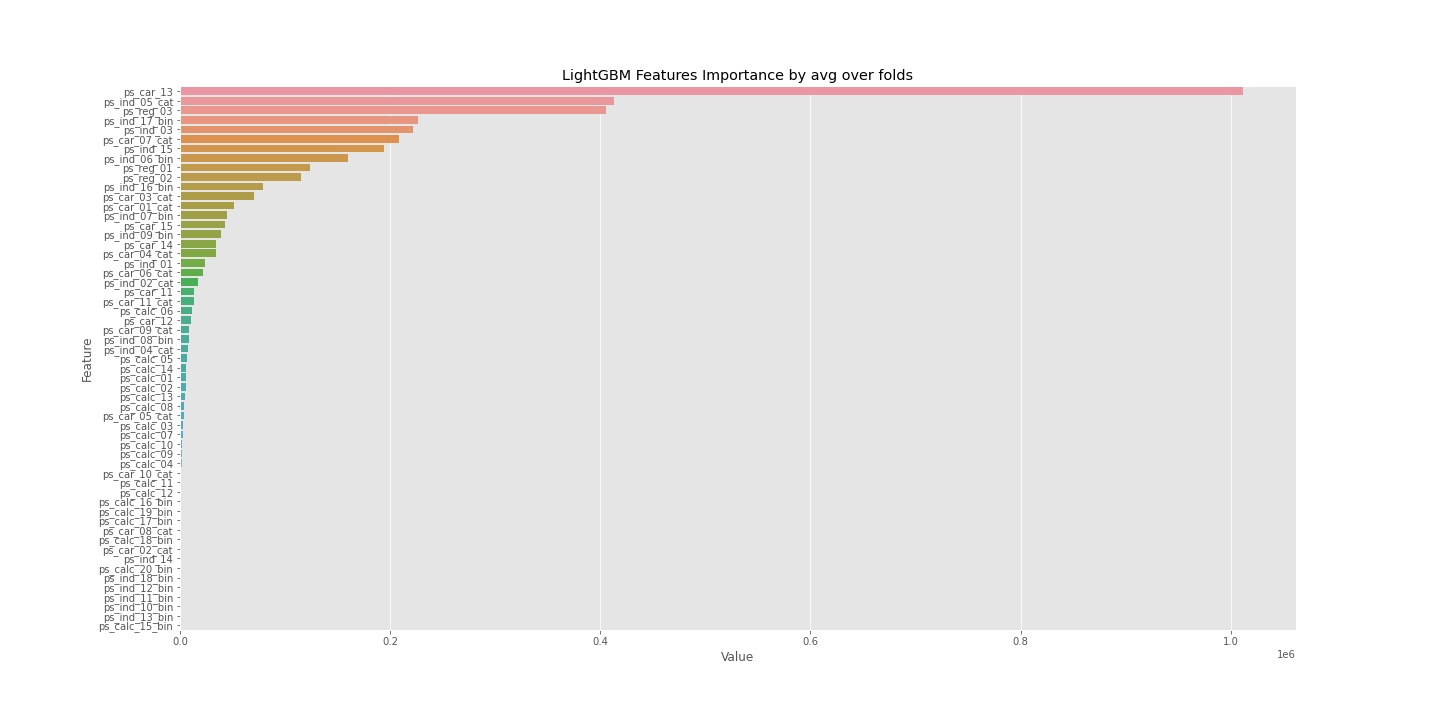 LightGBM Features Importance by avg over folds
ps_car_13
ps_ind_05_cat
ps_reg_03
ps_ind_17_bin
ps_ind_03
ps_car_07_cat
ps_ind_15
ps_ind_06_bin
ps_reg_01
ps_reg_02
ps_ind_16_bin
ps_car_03_cat
ps_car_01_cat
ps_ind_07_bin
ps_car_15
ps_ind_09_bin
ps_car_14
ps_car_04_cat
ps_ind_01
ps_car_06_cat
ps_ind_02_cat
ps_car_11
ps_car_11_cat
ps_calc_06
ps_car_12
ps_car_09_cat
ps_ind_08_bin
ps_ind_04_cat
ps_calc_05
ps_calc_14
ps_calc_01
ps_calc_02
ps_calc_13
ps_calc_08
ps_car_05_cat
ps_calc_03
ps_calc_07
ps_calc_10
ps_calc_09
ps_calc_04
ps_car_10_cat
ps_calc_11
ps_calc_12
ps_calc_16_bin
ps_calc_19_bin
ps_calc_17_bin
ps_car_08_cat
ps_calc_18_bin
ps_car_02_cat
ps_ind_14
ps_calc_20_bin
ps_ind_18_bin
ps_ind_12_bin
ps_ind_11_bin
ps_ind_10_bin
ps_ind_13_bin
ps_calc_15_bin
Feature
0.0 0.2 0.4 0.6 0.8 1.0
1e6
Value